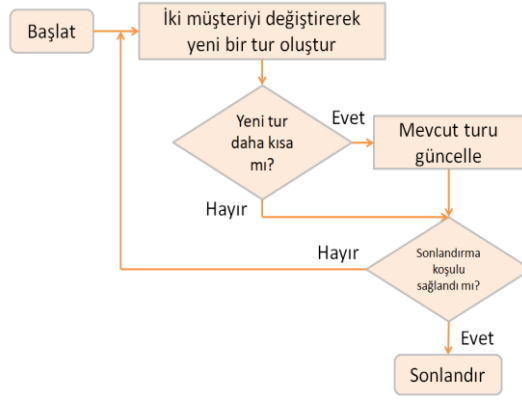 Başlat
İki müşteriyi değiştirerek
yeni bir tur oluştur
Yeni tur
daha kısa
mı?
Evet
Mevcut turu
güncelle
Hayır
Hayır
Sonlandırma
koşulu
sağlandı mı?
Evet
Sonlandır